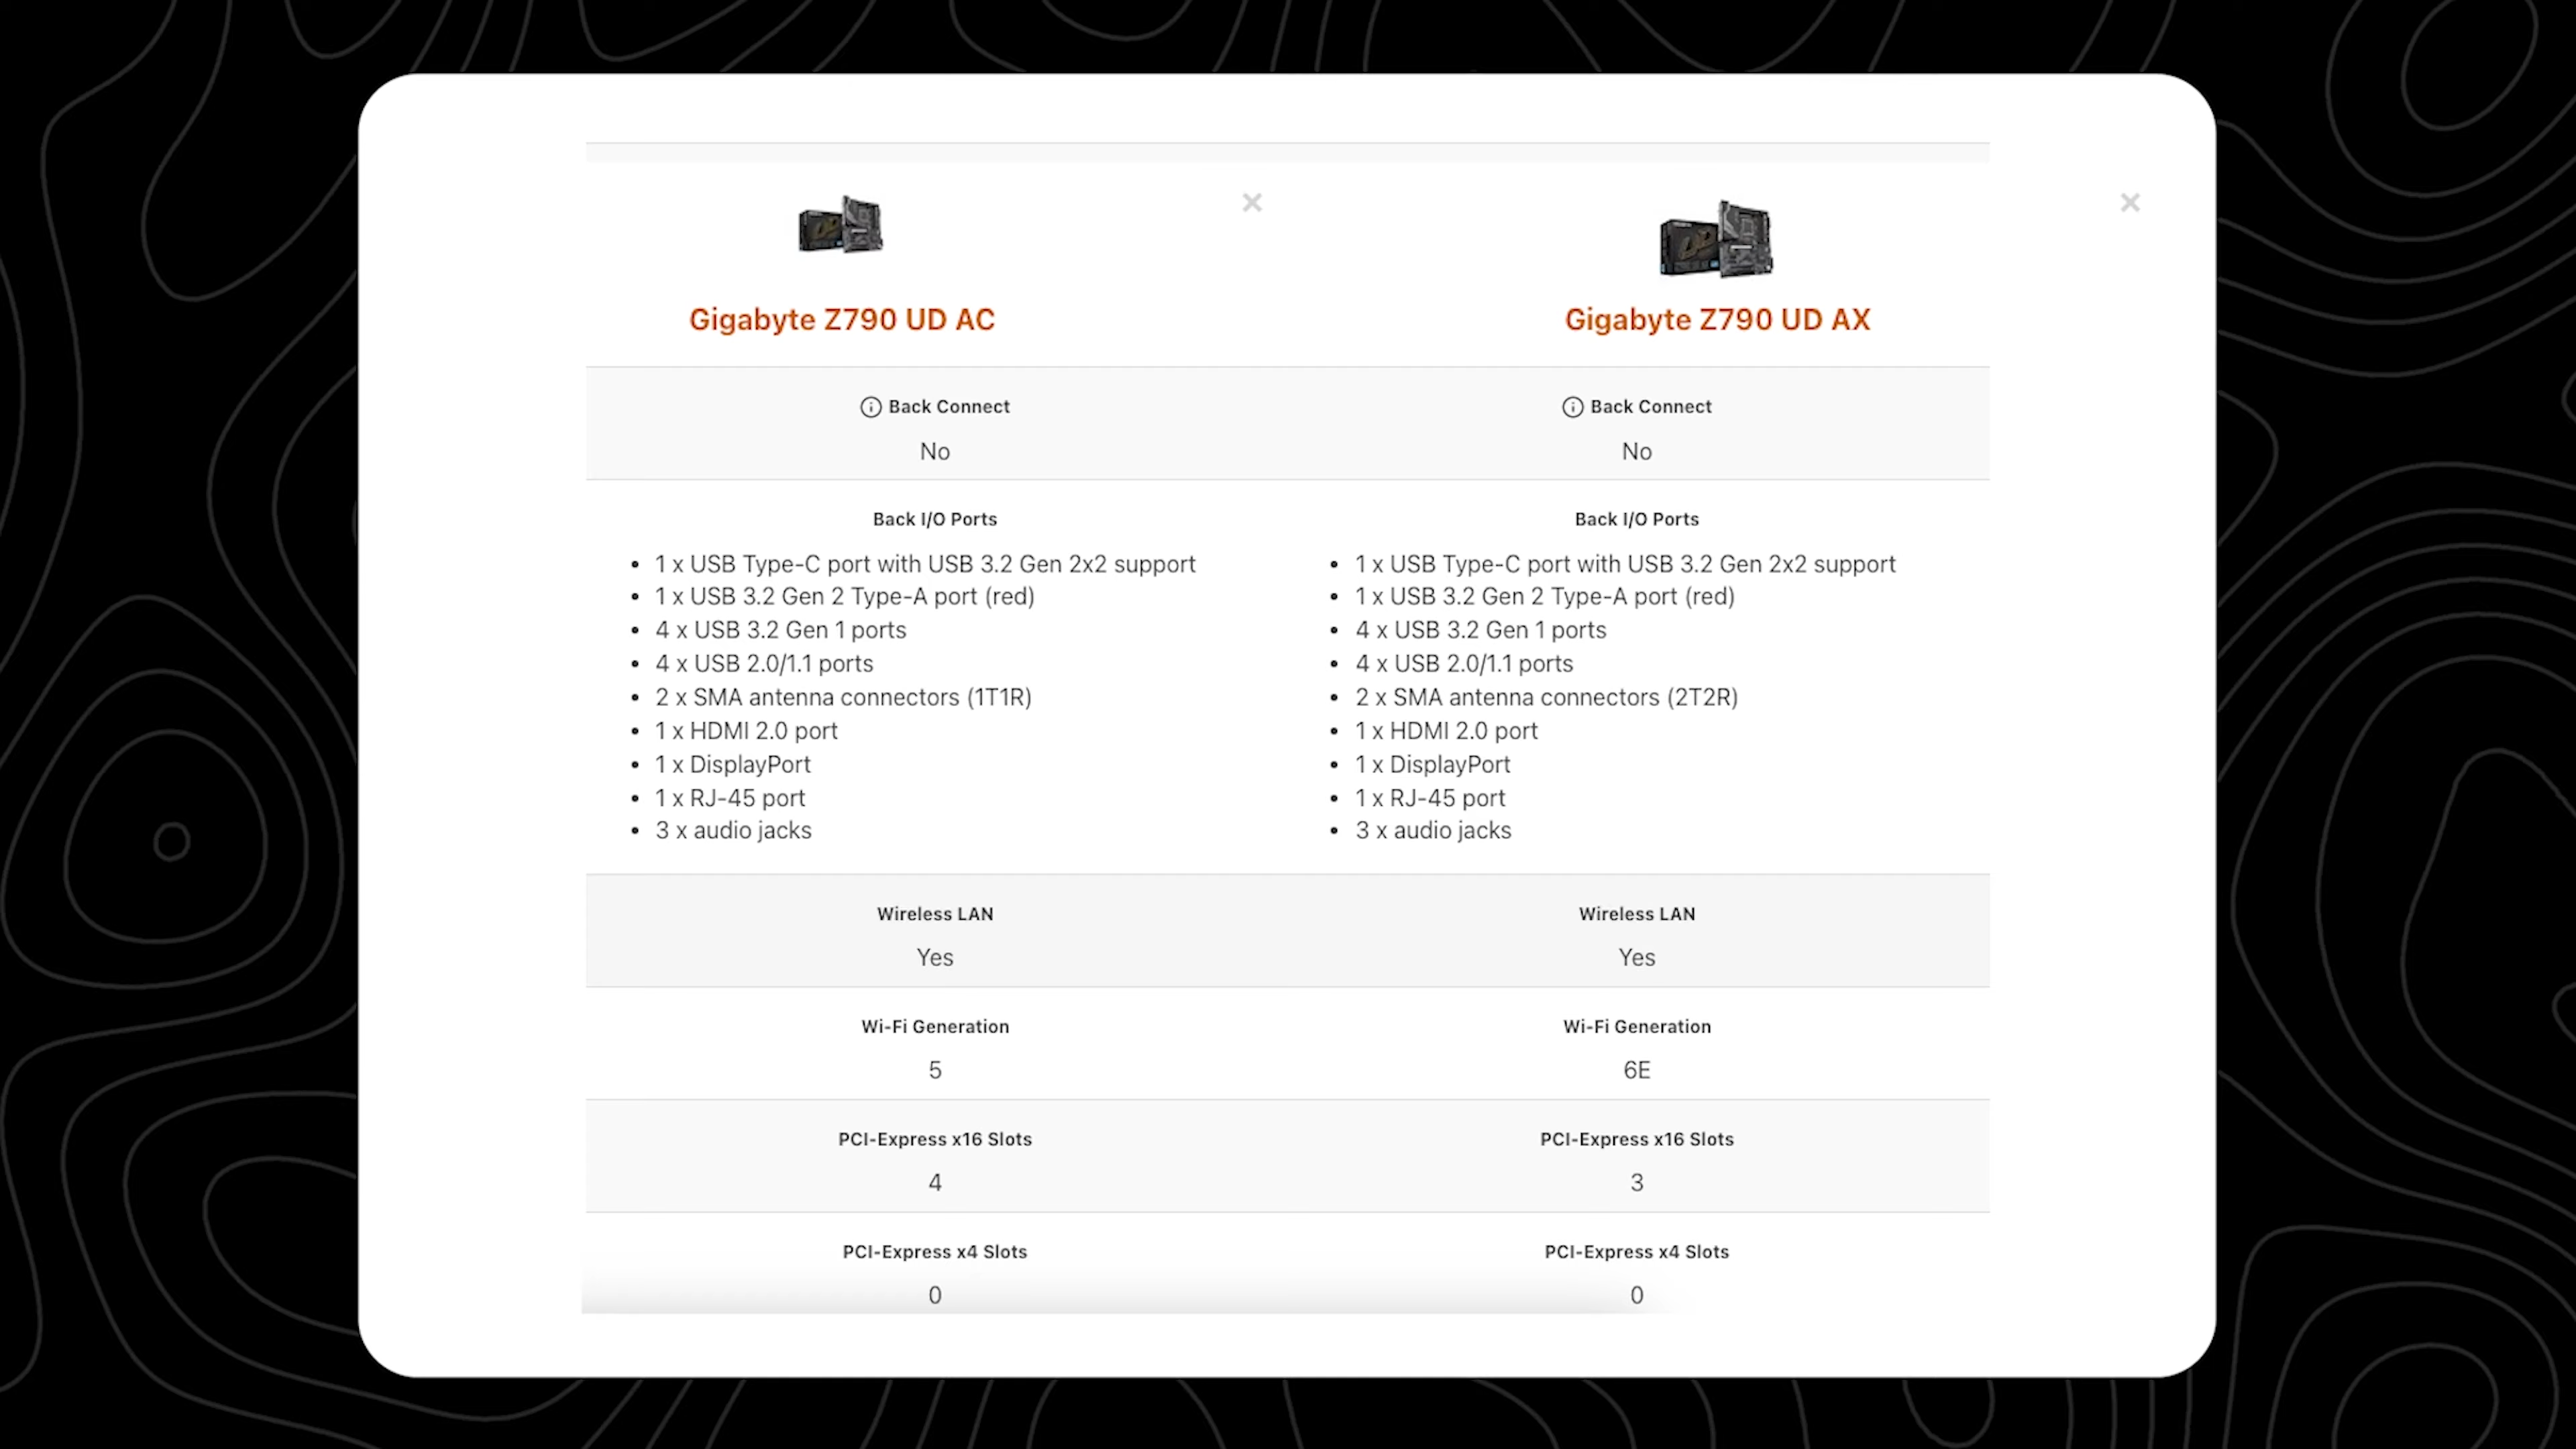 Gigabyte Z790 UD AC
Gigabyte Z790 UD AX
Back Connect
No
Back Connect
No
Back I/O Ports
• 1 x USB Type-C port with USB 3.2 Gen 2x2 support
• 1 x USB 3.2 Gen 2 Type-A port (red)
• 4 x USB 3.2 Gen 1 ports
• 4 x USB 2.0/1.1 ports
• 2 x SMA antenna connectors (1T1R)
• 1 x HDMI 2.0 port
• 1 x DisplayPort
• 1 x RJ-45 port
• 3 x audio jacks
Back I/O Ports
• 1 x USB Type-C port with USB 3.2 Gen 2x2 support
• 1 x USB 3.2 Gen 2 Type-A port (red)
• 4 x USB 3.2 Gen 1 ports
• 4 x USB 2.0/1.1 ports
• 2 x SMA antenna connectors (2T2R)
• 1 x HDMI 2.0 port
• 1 x DisplayPort
• 1 x RJ-45 port
• 3 x audio jacks
Wireless LAN
Yes
Wireless LAN
Yes
Wi-Fi Generation
5
Wi-Fi Generation
6E
PCI-Express x16 Slots
4
PCI-Express x16 Slots
3
PCI-Express x4 Slots
0
PCI-Express x4 Slots
0